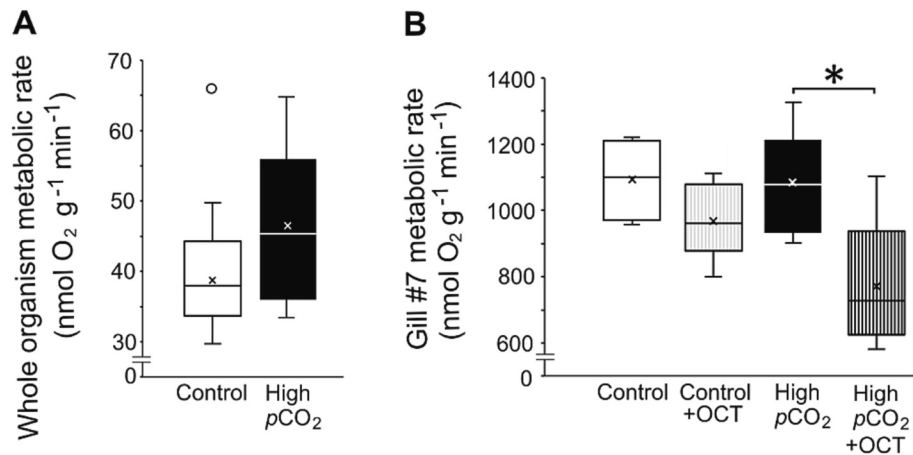 A
Whole organism metabolic rate
(nmol O₂ g⁻¹ min⁻¹)
70
60
50
40
30
0
Control
High
pCO₂
B
Gill #7 metabolic rate
(nmol O₂ g⁻¹ min⁻¹)
1400
1200
1000
800
600
0
*
Control
Control
+OCT
High
pCO₂
High
pCO₂
+OCT